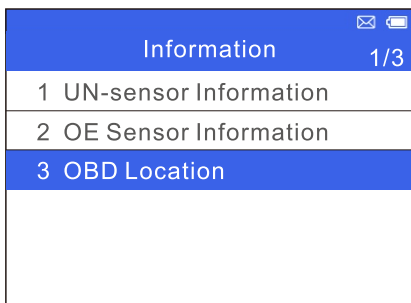 Information
1/3
1 UN-sensor Information
2 OE Sensor Information
3 OBD Location